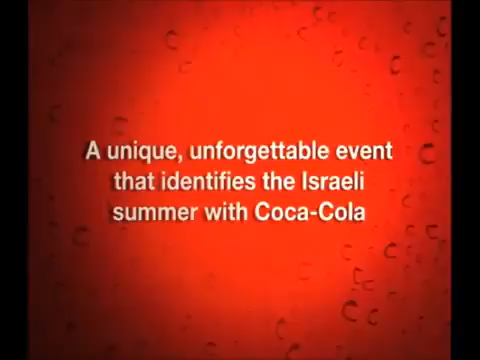 A unique, unforgettable event
that identifies the Israeli
summer with Coca-Cola